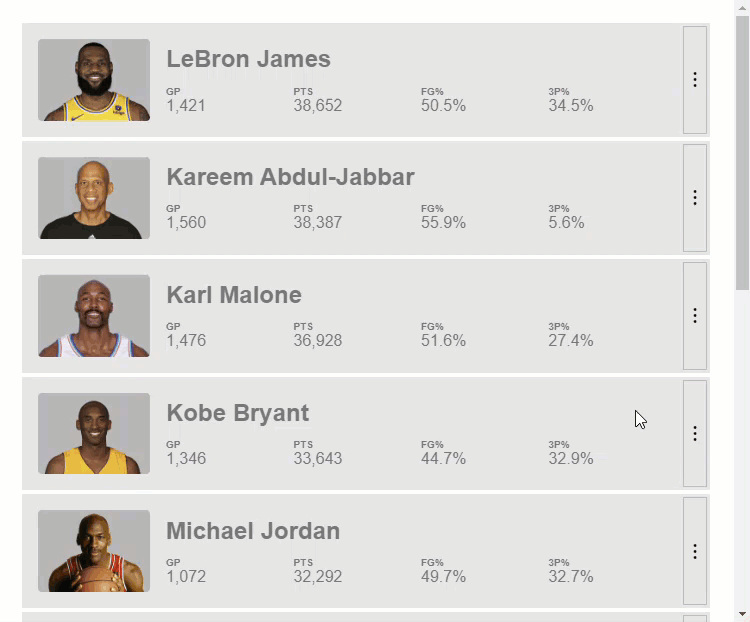 LeBron James
GP PTS FG% 3P%
1,421 38,652 50.5% 34.5%
Kareem Abdul-Jabbar
GP PTS FG% 3P%
1,560 38,387 55.9% 5.6%
Karl Malone
GP PTS FG% 3P%
1,476 36,928 51.6% 27.4%
Kobe Bryant
GP PTS FG% 3P%
1,346 33,643 44.7% 32.9%
Michael Jordan
GP PTS FG% 3P%
1,072 32,292 49.7% 32.7%